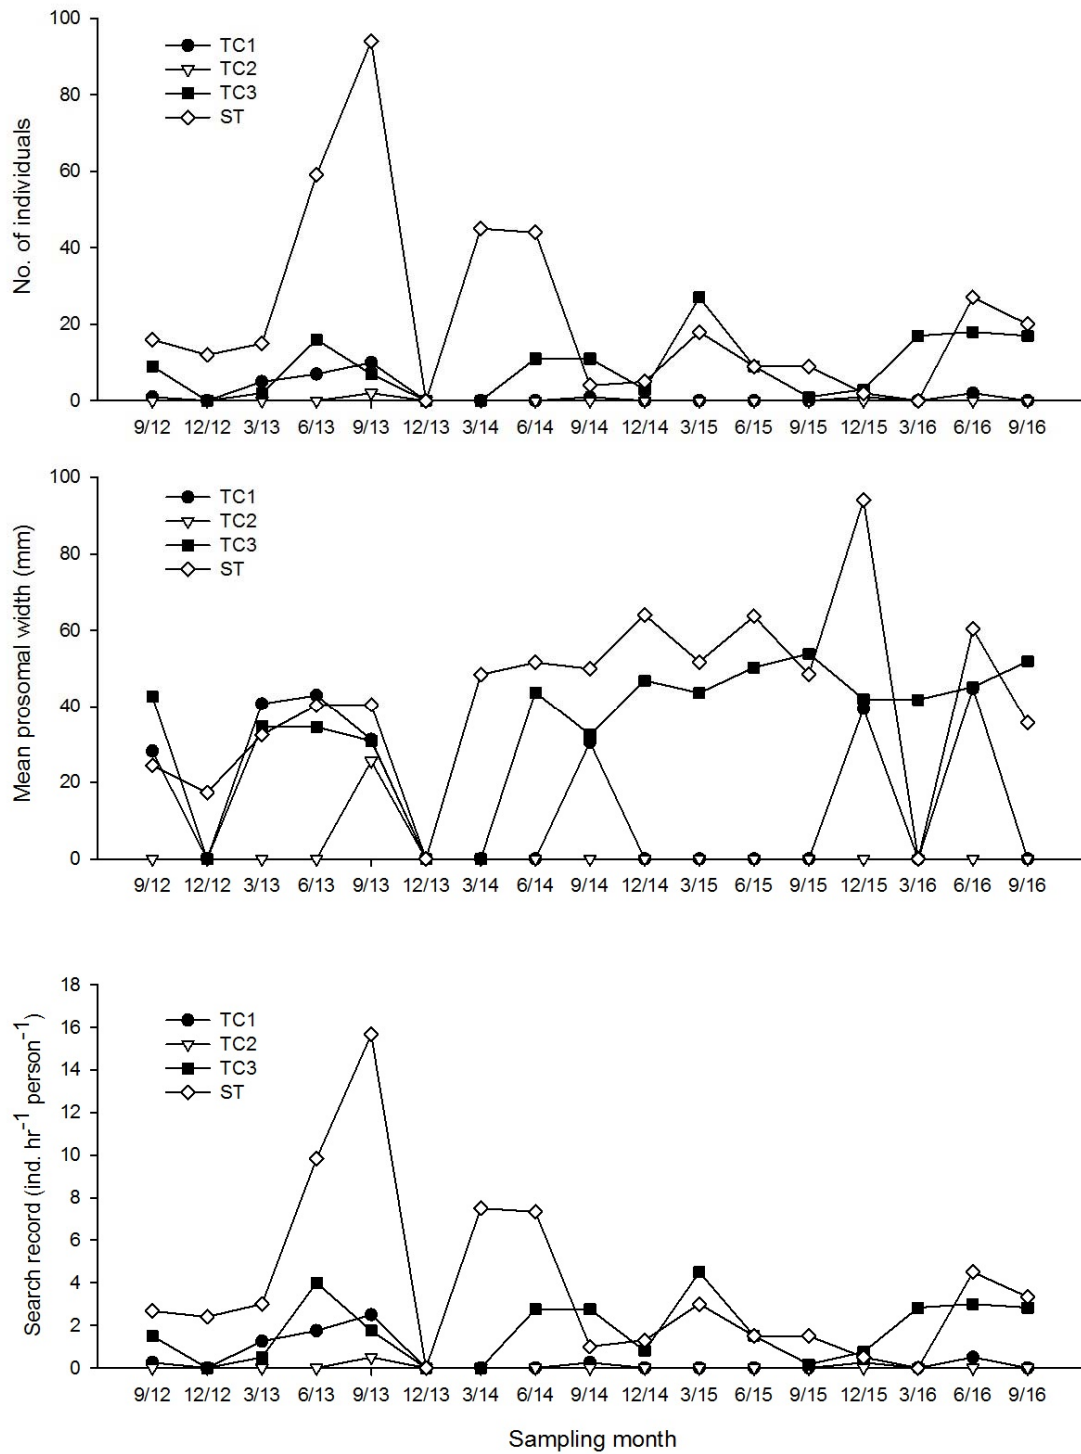 No. of individuals
100
80
60
40
20
0
TC1
TC2
TC3
ST
9/12 12/12 3/13 6/13 9/13 12/13 3/14 6/14 9/14 12/14 3/15 6/15 9/15 12/15 3/16 6/16 9/16
Mean prosomal width (mm)
100
80
60
40
20
0
TC1
TC2
TC3
ST
9/12 12/12 3/13 6/13 9/13 12/13 3/14 6/14 9/14 12/14 3/15 6/15 9/15 12/15 3/16 6/16 9/16
Search record (ind. hr⁻¹ person⁻¹)
18
16
14
12
10
8
6
4
2
0
TC1
TC2
TC3
ST
9/12 12/12 3/13 6/13 9/13 12/13 3/14 6/14 9/14 12/14 3/15 6/15 9/15 12/15 3/16 6/16 9/16
Sampling month